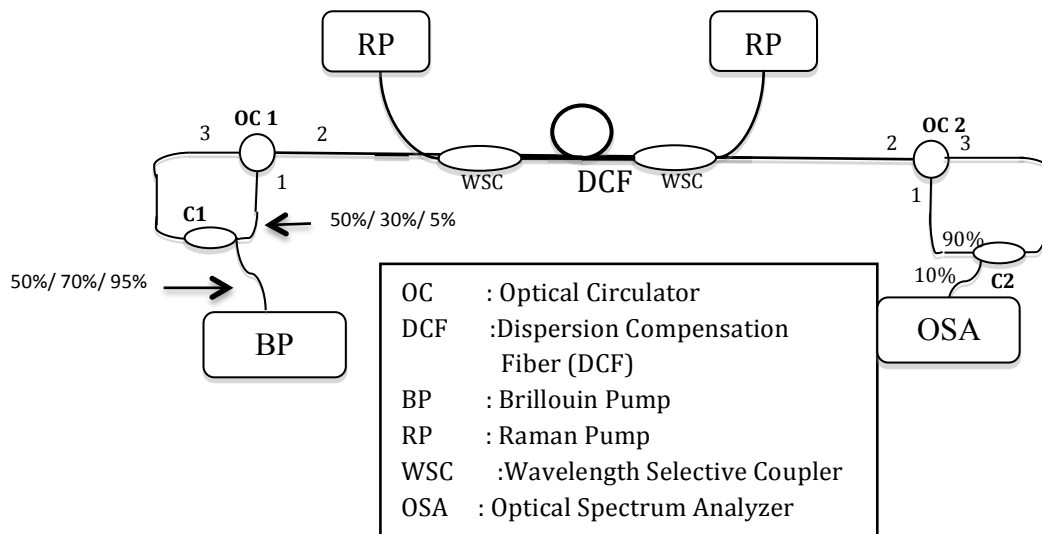 RP
RP
OC 1
3
2
1
WSC
DCF
WSC
2
OC 2
3
1
C1
50%/ 30%/ 5%
50%/ 70%/ 95%
BP
90%
10%
C2
OSA
OC : Optical Circulator
DCF :Dispersion Compensation
Fiber (DCF)
BP : Brillouin Pump
RP : Raman Pump
WSC :Wavelength Selective Coupler
OSA : Optical Spectrum Analyzer